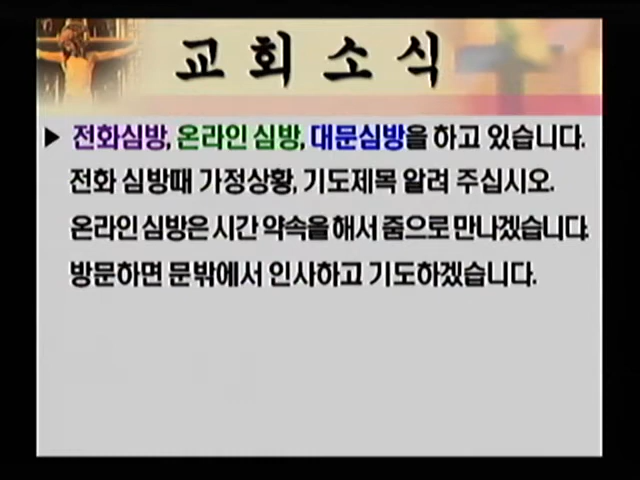 교회소식
▶ 전화심방, 온라인 심방, 대문심방을 하고 있습니다.
전화 심방때 가정상황, 기도제목 알려 주십시오.
온라인 심방은 시간 약속을 해서 줌으로 만나겠습니다
방문하면 문밖에서 인사하고 기도하겠습니다.